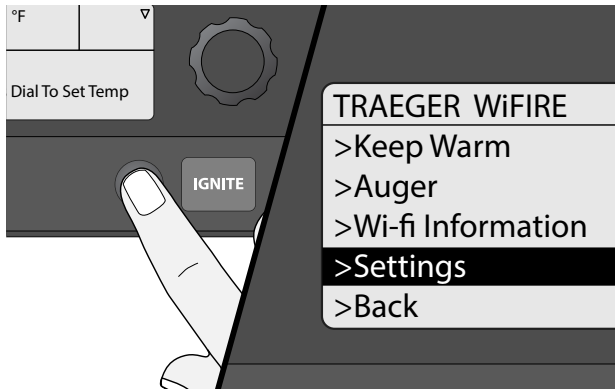 °F
Dial To Set Temp
IGNITE
TRAEGER WiFIRE
>Keep Warm
>Auger
>Wi-fi Information
>Settings
>Back